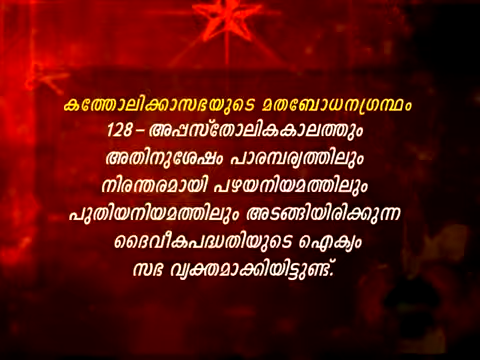 കത്തോലിക്കാസഭയുടെ മതബോധനഗ്രന്ഥം
128 – അപ്പസ്തോലികകാലത്തും
അതിനുശേഷം പാരമ്പര്യത്തിലും
നിരന്തരമായി പഴയനിയമത്തിലും
പുതിയനിയമത്തിലും അടങ്ങിയിരിക്കുന്ന
ദൈവീകപദ്ധതിയുടെ ഐക്യം
സഭ വ്യക്തമാക്കിയിട്ടുണ്ട്.